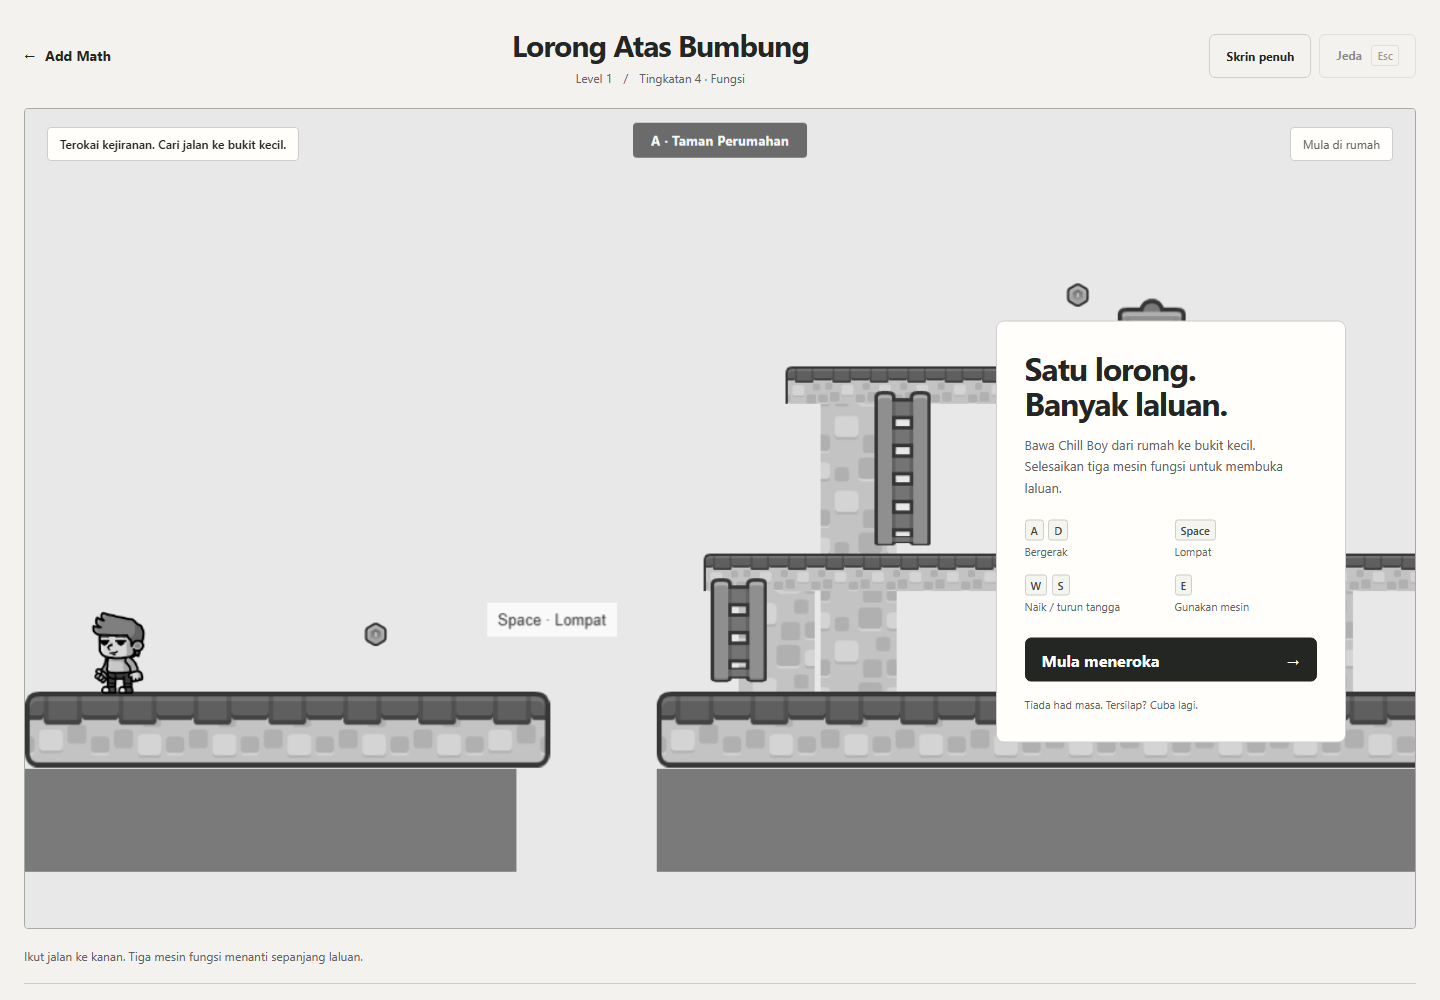 ← Add Math
Lorong Atas Bumbung
Level 1 / Tingkatan 4 · Fungsi
Skrin penuh
Jeda Esc
Terokai kejiranan. Cari jalan ke bukit kecil.
A · Taman Perumahan
Mula di rumah
Space · Lompat
Satu lorong.
Banyak laluan.
Bawa Chill Boy dari rumah ke bukit kecil.
Selesaikan tiga mesin fungsi untuk membuka
laluan.
A D
Bergerak
Space
Lompat
W S
Naik / turun tangga
E
Gunakan mesin
Mula meneroka →
Tiada had masa. Tersilap? Cuba lagi.
Ikut jalan ke kanan. Tiga mesin fungsi menanti sepanjang laluan.